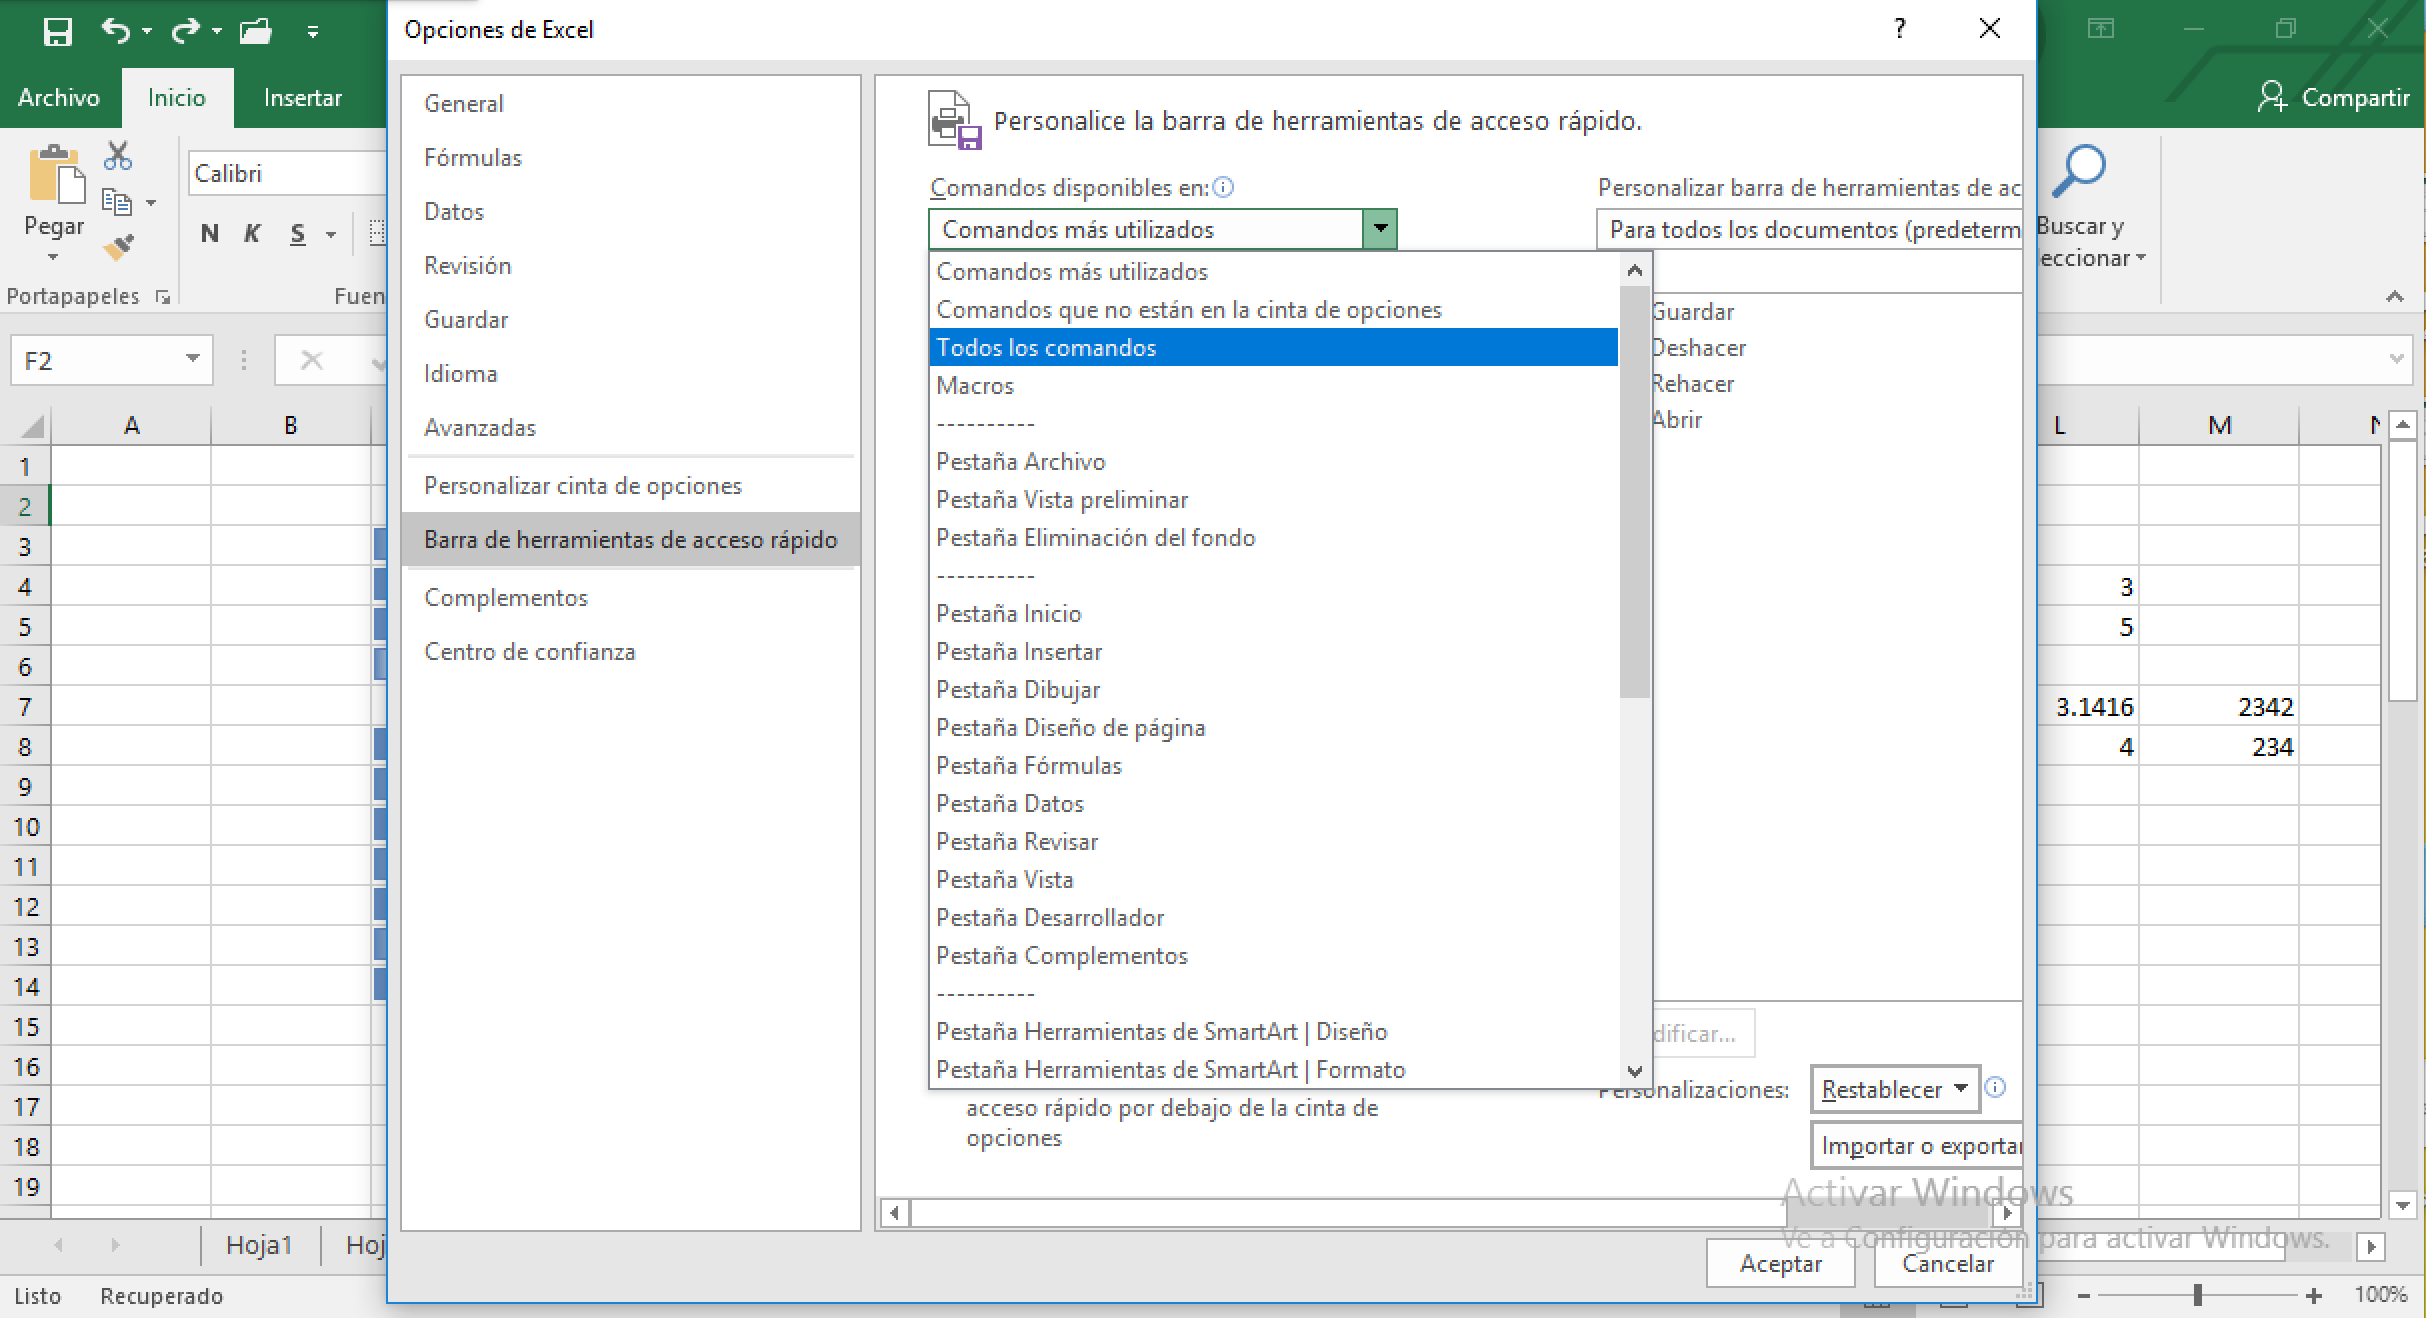 Opciones de Excel
?
Archivo
Inicio
Insertar
Compartir
Pegar
Calibri
N K S
Portapapeles
Fuen
Buscar y
eccionar
F2
A
B
L
M
1
2
3
4
5
6
7
8
9
10
11
12
13
14
15
16
17
18
19
3
5
3.1416
2342
4
234
General
Fórmulas
Datos
Revisión
Guardar
Idioma
Avanzadas
Personalizar cinta de opciones
Barra de herramientas de acceso rápido
Complementos
Centro de confianza
Personalice la barra de herramientas de acceso rápido.
Comandos disponibles en:
Comandos más utilizados
Comandos más utilizados
Comandos que no están en la cinta de opciones
Todos los comandos
Macros
----------
Pestaña Archivo
Pestaña Vista preliminar
Pestaña Eliminación del fondo
----------
Pestaña Inicio
Pestaña Insertar
Pestaña Dibujar
Pestaña Diseño de página
Pestaña Fórmulas
Pestaña Datos
Pestaña Revisar
Pestaña Vista
Pestaña Desarrollador
Pestaña Complementos
----------
Pestaña Herramientas de SmartArt | Diseño
Pestaña Herramientas de SmartArt | Formato
acceso rápido por debajo de la cinta de
opciones
Personalizar barra de herramientas de ac
Para todos los documentos (predeterm
Guardar
Deshacer
Rehacer
Abrir
dificar...
Personalizaciones:
Restablecer
Importar o exportar
Aceptar
Cancelar
Activar Windows
Ve a Configuración para activar Windows.
Hoja1
Hoj
Listo
Recuperado
100%